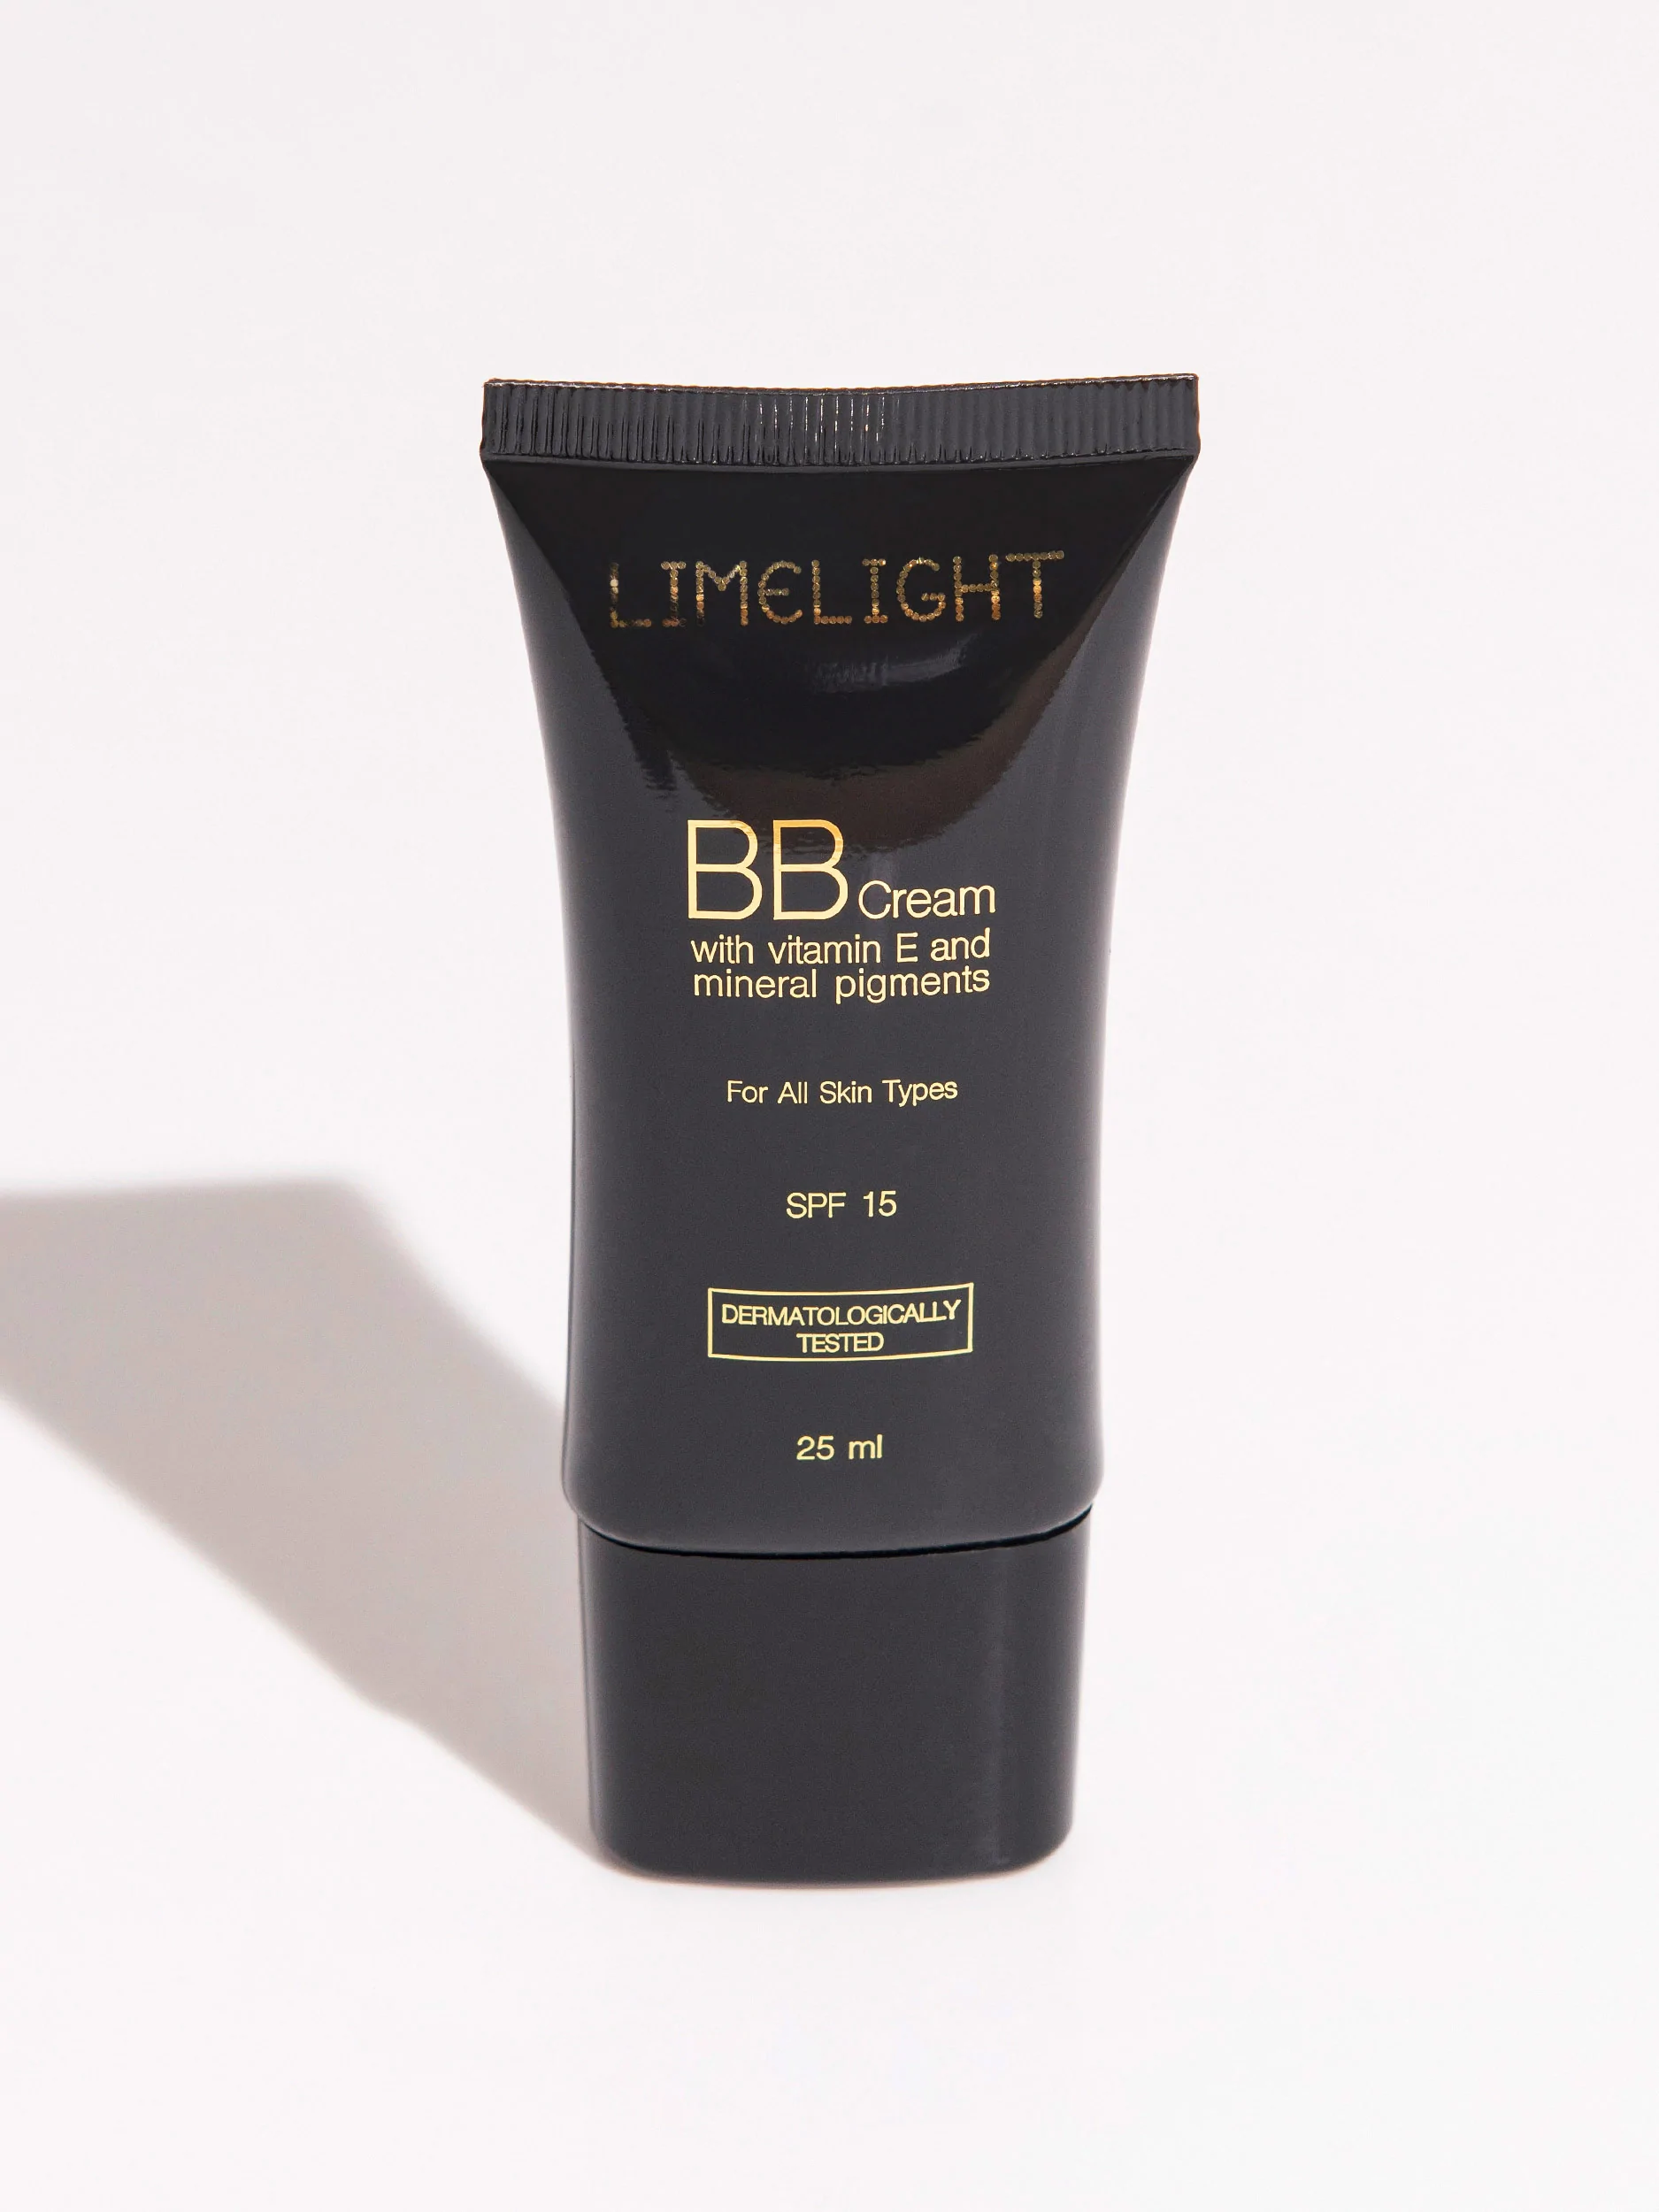 LIMELIGHT
BB Cream
with vitamin E and
mineral pigments
For All Skin Types
SPF 15
DERMATOLOGICALLY
TESTED
25 ml